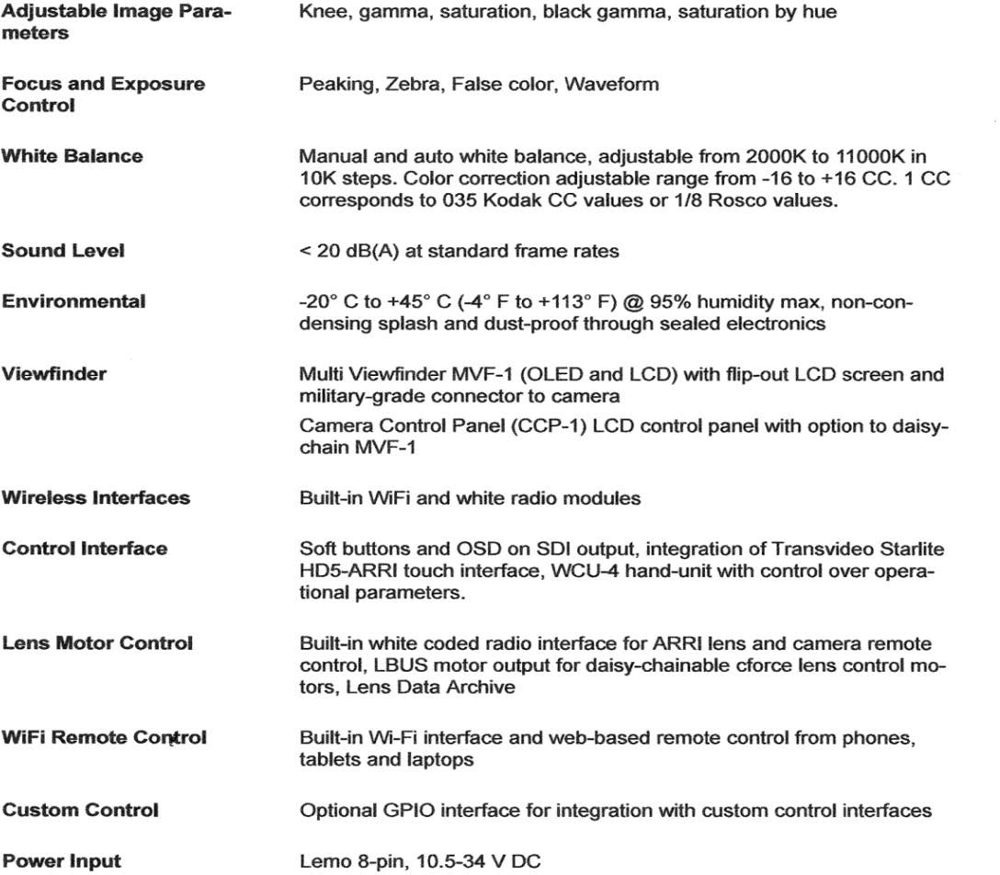 Adjustable Image Para-
meters
Knee, gamma, saturation, black gamma, saturation by hue
Focus and Exposure
Control
Peaking, Zebra, False color, Waveform
White Balance
Manual and auto white balance, adjustable from 2000K to 11000K in
10K steps. Color correction adjustable range from -16 to +16 CC. 1 CC
corresponds to 035 Kodak CC values or 1/8 Rosco values.
Sound Level
< 20 dB(A) at standard frame rates
Environmental
-20° C to +45° C (-4° F to +113° F) @ 95% humidity max, non-con-
densing splash and dust-proof through sealed electronics
Viewfinder
Multi Viewfinder MVF-1 (OLED and LCD) with flip-out LCD screen and
military-grade connector to camera
Camera Control Panel (CCP-1) LCD control panel with option to daisy-
chain MVF-1
Wireless Interfaces
Built-in WiFi and white radio modules
Control Interface
Soft buttons and OSD on SDI output, integration of Transvideo Starlite
HD5-ARRI touch interface, WCU-4 hand-unit with control over opera-
tional parameters.
Lens Motor Control
Built-in white coded radio interface for ARRI lens and camera remote
control, LBUS motor output for daisy-chainable cforce lens control mo-
tors, Lens Data Archive
WiFi Remote Control
Built-in Wi-Fi interface and web-based remote control from phones,
tablets and laptops
Custom Control
Optional GPIO interface for integration with custom control interfaces
Power Input
Lemo 8-pin, 10.5-34 V DC